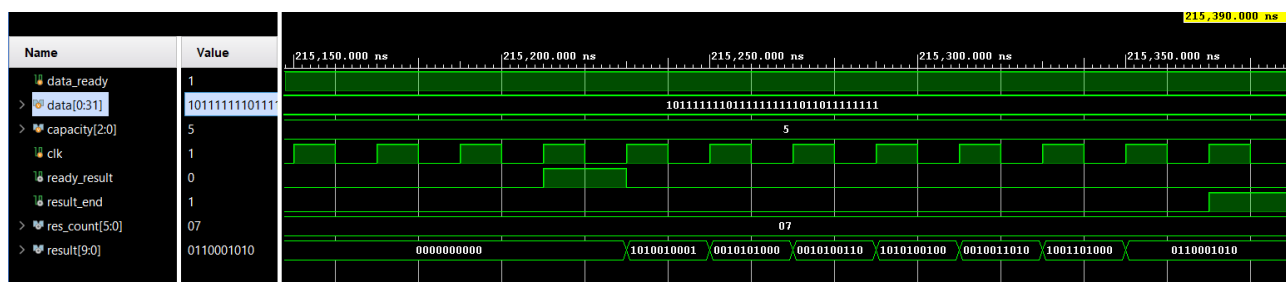 215,390.000 ns
Name Value 215,150.000 ns 215,200.000 ns 215,250.000 ns 215,300.000 ns 215,350.000 ns
data_ready 1
data[0:31] 10111111101111 10111111101111111111011011111111
capacity[2:0] 5 5
clk 1
ready_result 0
result_end 1
res_count[5:0] 07 07
result[9:0] 0110001010 0000000000 1010010001 0010101000 0010100110 1010100100 0010011010 1001101000 0110001010